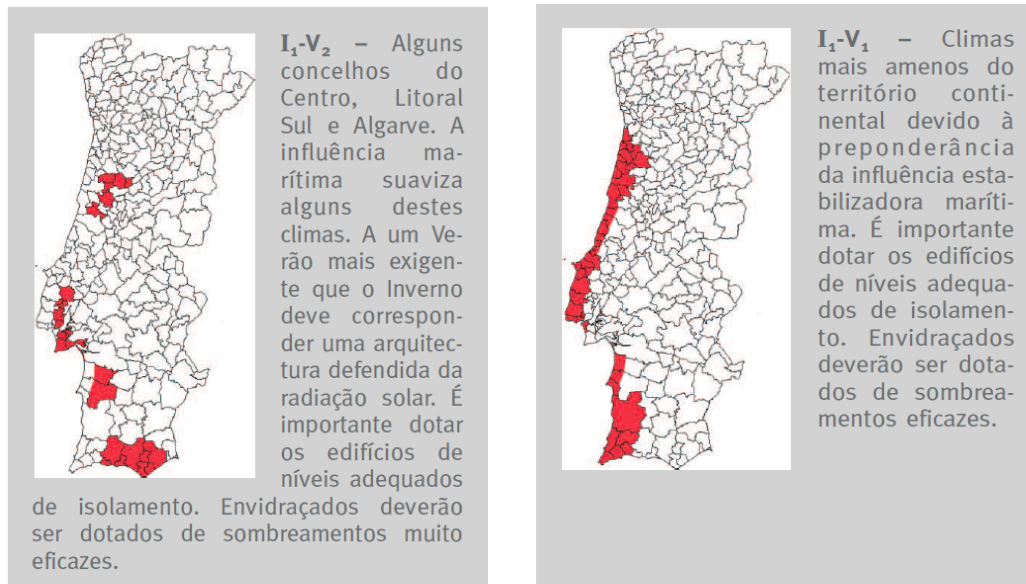 I₁-V₂ – Alguns
concelhos do
Centro, Litoral
Sul e Algarve. A
influência ma-
rítima suaviza
alguns destes
climas. A um Ve-
rão mais exigen-
te que o Inverno
deve correspon-
der uma arquitec-
tura defendida da
radiação solar. É
importante dotar
os edifícios de
níveis adequados
de isolamento. Envidraçados deverão
ser dotados de sombreamentos muito
eficazes.
I₁-V₁ – Climas
mais amenos do
território conti-
nental devido à
preponderância
da influência esta-
bilizadora maríti-
ma. É importante
dotar os edifícios
de níveis adequa-
dos de isolamen-
to. Envidraçados
deverão ser dota-
dos de sombrea-
mentos eficazes.